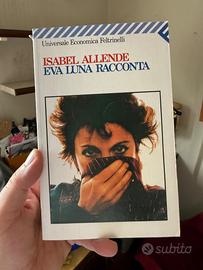 Universale Economica Feltrinelli
ISABEL ALLENDE
EVA LUNA RACCONTA
subito